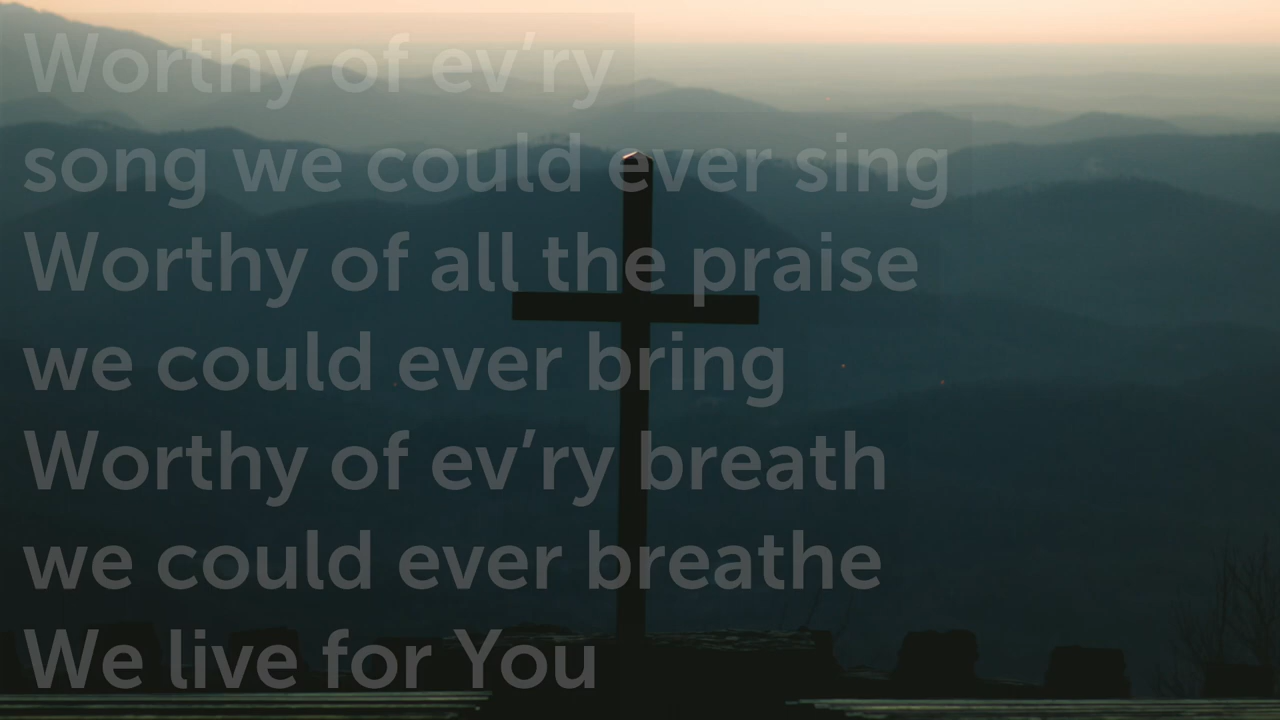 Worthy of ev’ry
song we could ever sing
Worthy of all the praise
we could ever bring
Worthy of ev’ry breath
we could ever breathe
We live for You